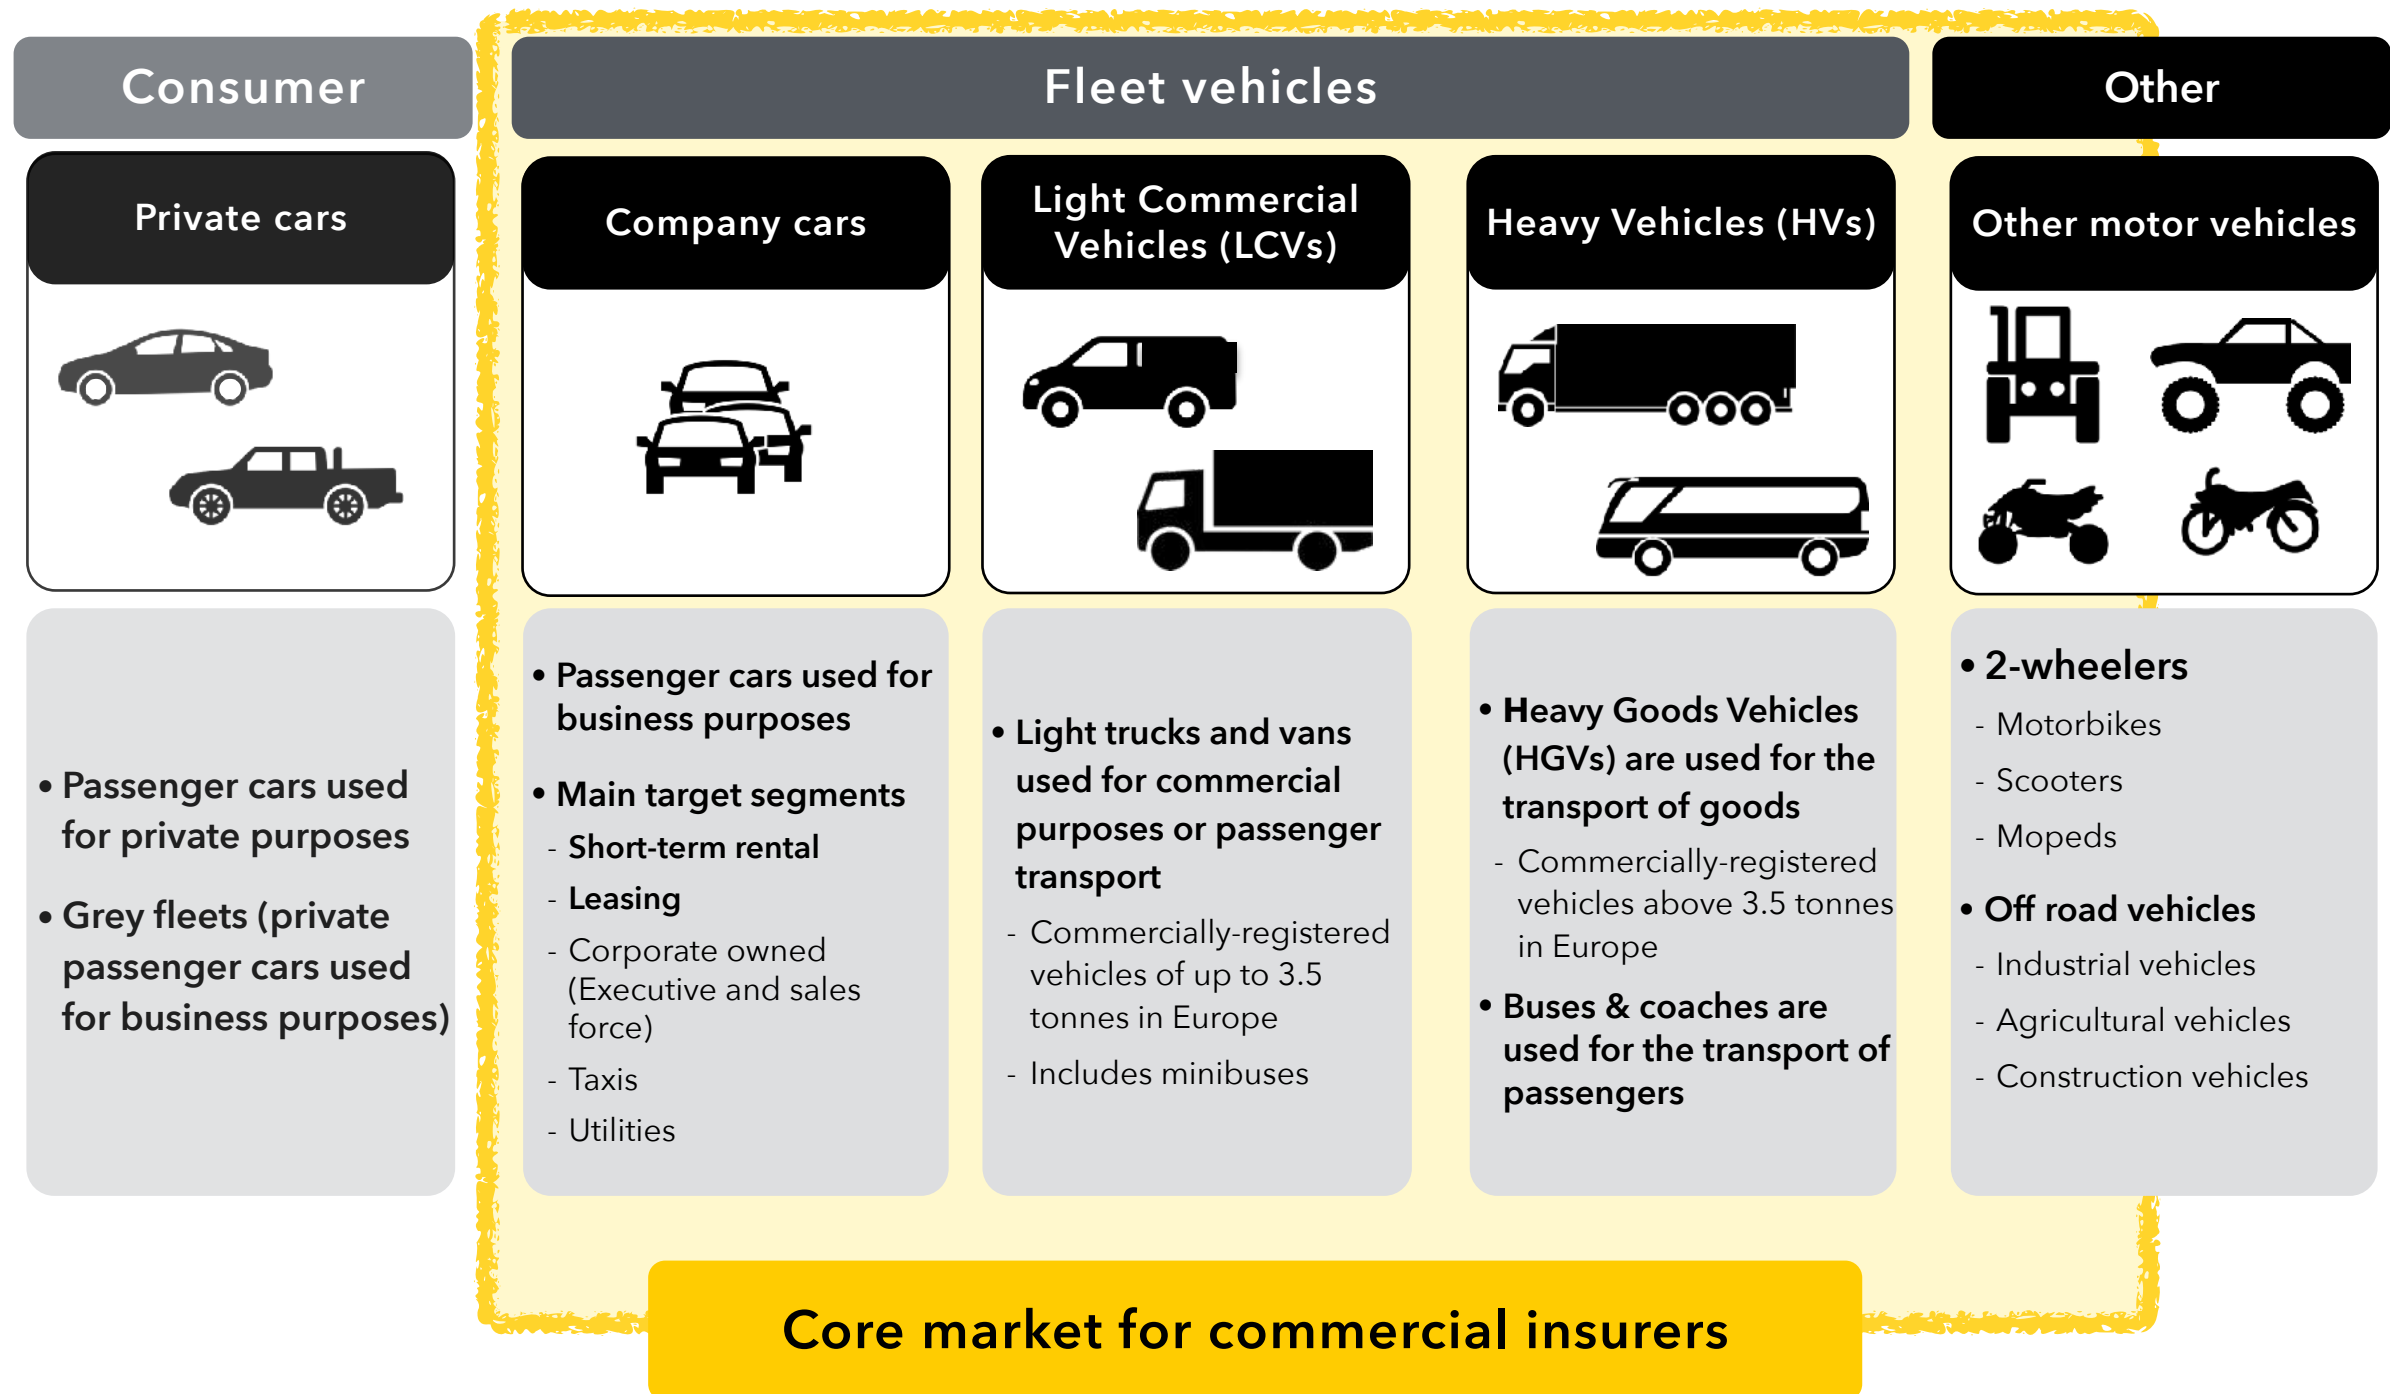 Consumer
Fleet vehicles
Other
Private cars
Company cars
Light Commercial
Vehicles (LCVs)
Heavy Vehicles (HVs)
Other motor vehicles
• Passenger cars used
for private purposes
• Grey fleets (private
passenger cars used
for business purposes)
• Passenger cars used for
business purposes
• Main target segments
- Short-term rental
- Leasing
- Corporate owned
(Executive and sales
force)
- Taxis
- Utilities
• Light trucks and vans
used for commercial
purposes or passenger
transport
- Commercially-registered
vehicles of up to 3.5
tonnes in Europe
- Includes minibuses
• Heavy Goods Vehicles
(HGVs) are used for the
transport of goods
- Commercially-registered
vehicles above 3.5 tonnes
in Europe
• Buses & coaches are
used for the transport of
passengers
• 2-wheelers
- Motorbikes
- Scooters
- Mopeds
• Off road vehicles
- Industrial vehicles
- Agricultural vehicles
- Construction vehicles
Core market for commercial insurers